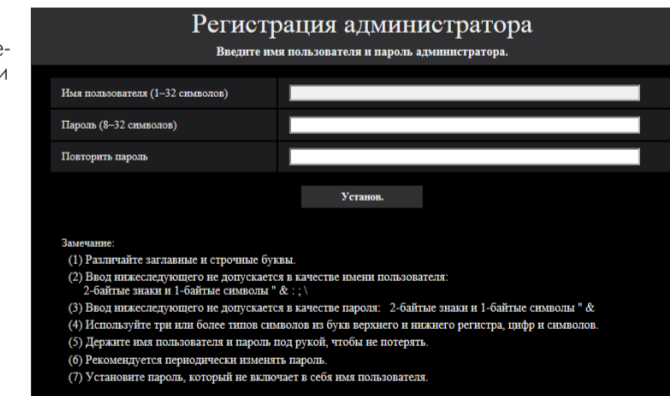 Регистрация администратора
Введите имя пользователя и пароль администратора.
е-
и
Имя пользователя (1–32 символов)
Пароль (8–32 символов)
Повторить пароль
Установ.
Замечание:
(1) Различайте заглавные и строчные буквы.
(2) Ввод нижеследующего не допускается в качестве имени пользователя:
2-байтые знаки и 1-байтые символы " & : ; \
(3) Ввод нижеследующего не допускается в качестве пароля: 2-байтые знаки и 1-байтые символы " &
(4) Используйте три или более типов символов из букв верхнего и нижнего регистра, цифр и символов.
(5) Держите имя пользователя и пароль под рукой, чтобы не потерять.
(6) Рекомендуется периодически изменять пароль.
(7) Установите пароль, который не включает в себя имя пользователя.